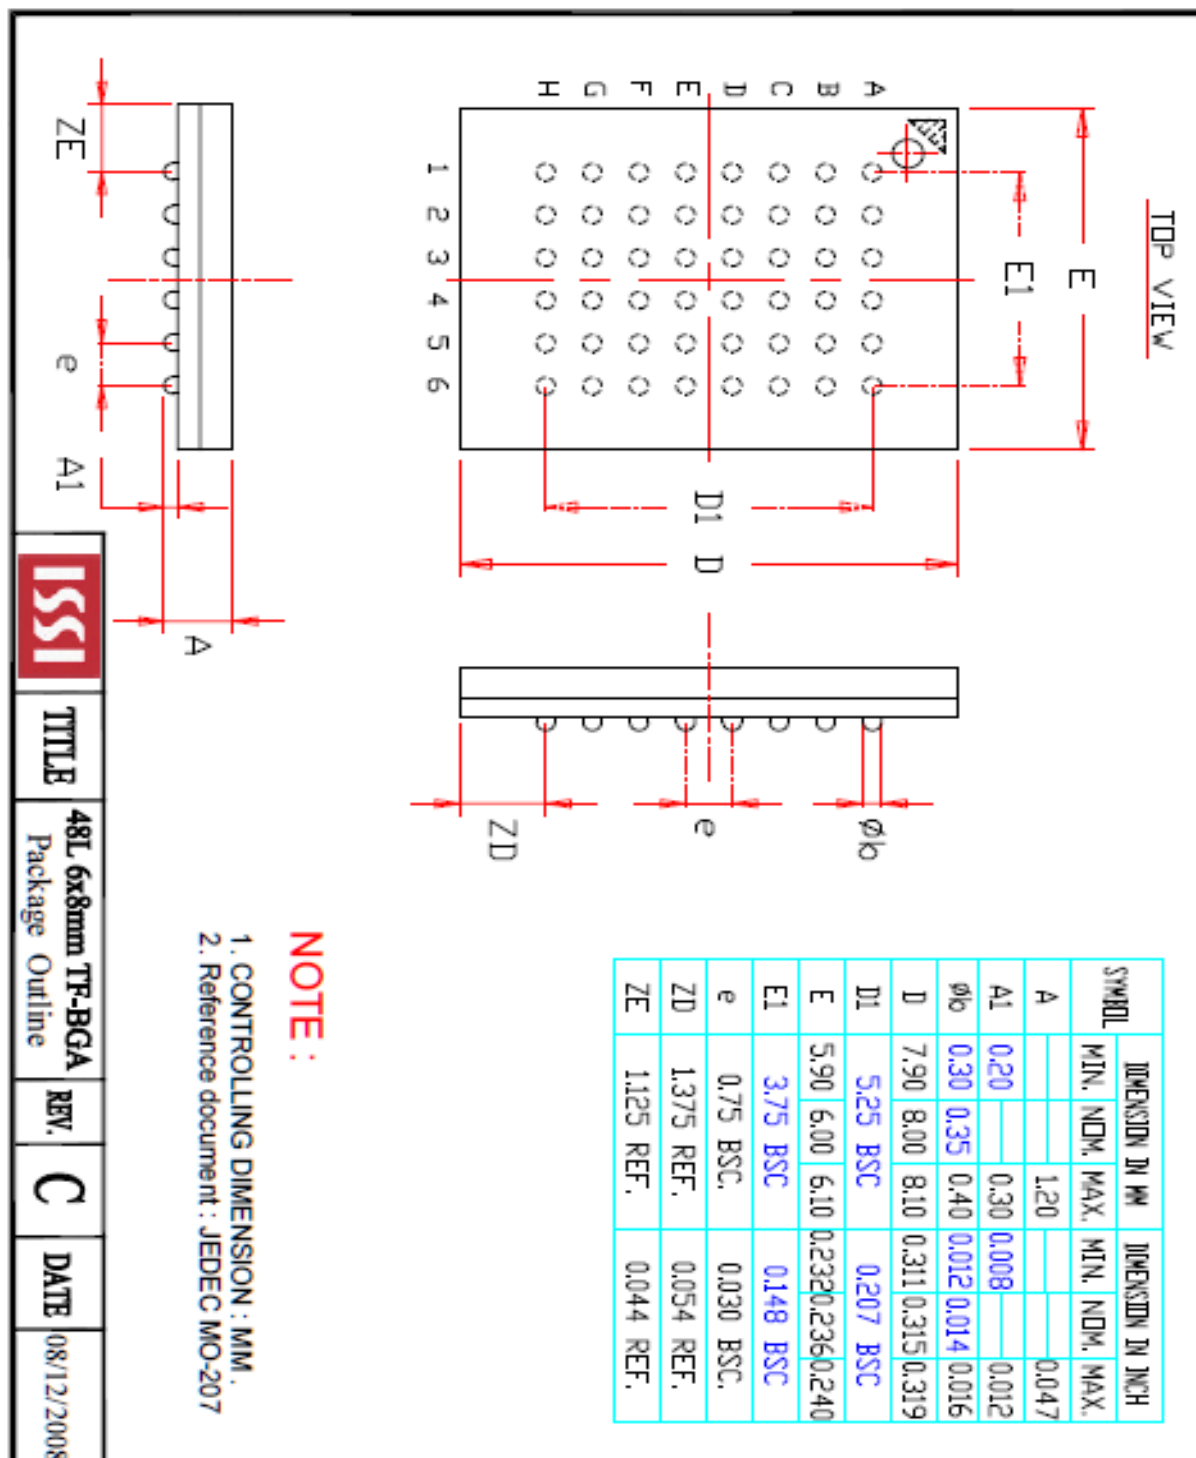 TOP VIEW
A B C D E F G H
1
2
3
4
5
6
E1
E
D1
D
ZE
e
A1
A
ZD
e
Øb
SYMBOL DIMENSION IN MM DIMENSION IN INCH
MIN. NOM. MAX. MIN. NOM. MAX.
A 1.20 0.047
A1 0.20 0.30 0.008 0.012
Øb 0.30 0.35 0.40 0.012 0.014 0.016
D 7.90 8.00 8.10 0.311 0.315 0.319
D1 5.25 BSC 0.207 BSC
E 5.90 6.00 6.10 0.232 0.236 0.240
E1 3.75 BSC 0.148 BSC
e 0.75 BSC. 0.030 BSC.
ZD 1.375 REF. 0.054 REF.
ZE 1.125 REF. 0.044 REF.
NOTE :
1. CONTROLLING DIMENSION : MM .
2. Reference document : JEDEC MO-207
ISSI
TITLE
48L 6x8mm TF-BGA
Package Outline
REV.
C
DATE
08/12/2008